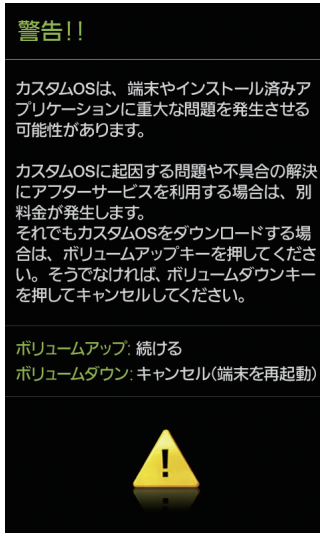 警告!!
カスタムOSは、端末やインストール済みア
プリケーションに重大な問題を発生させる
可能性があります。
カスタムOSに起因する問題や不具合の解決
にアフターサービスを利用する場合は、別
料金が発生します。
それでもカスタムOSをダウンロードする場
合は、ボリュームアップキーを押してくださ
い。そうでなければ、ボリュームダウンキー
を押してキャンセルしてください。
ボリュームアップ: 続ける
ボリュームダウン: キャンセル(端末を再起動)